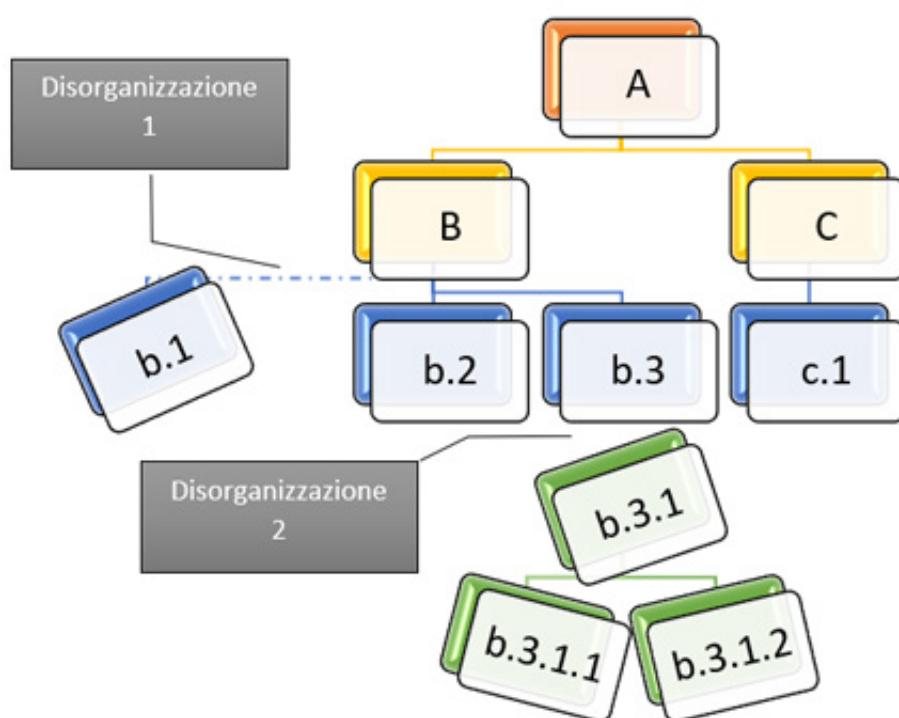 A
Disorganizzazione
1
B
C
b.1
b.2
b.3
c.1
Disorganizzazione
2
b.3.1
b.3.1.1
b.3.1.2